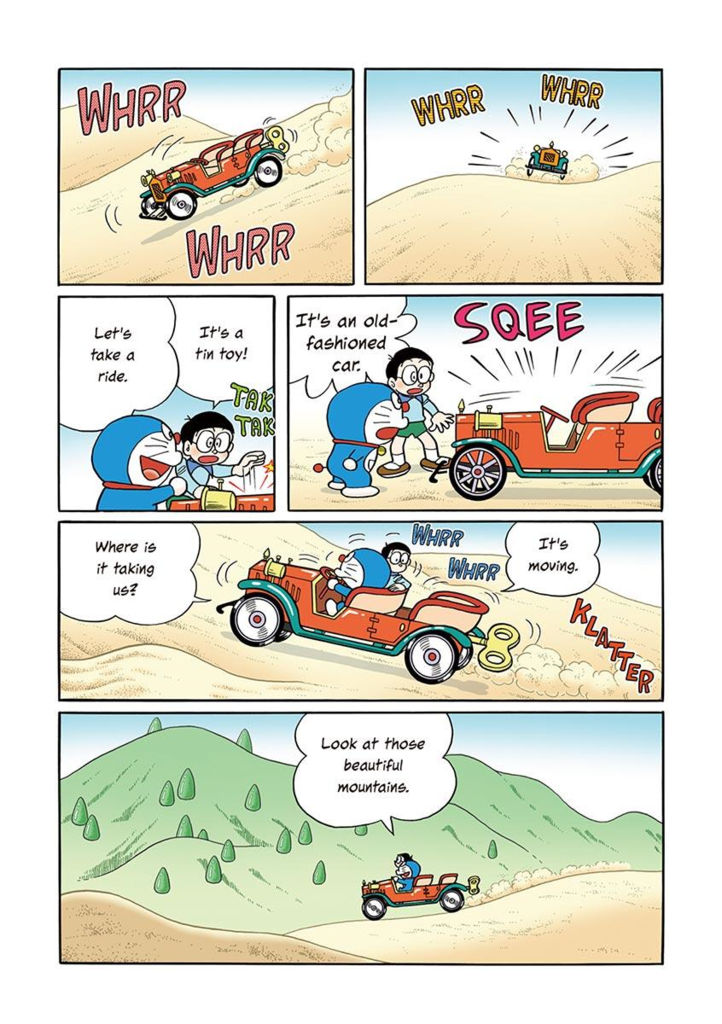 WHRR
WHRR
WHRR
WHRR
SQEE
It's an old-
fashioned
car.
It's a
tin toy!
TAK
TAK
Let's
take a
ride.
It's
moving.
WHRR
WHRR
KLATTER
Where is
it taking
us?
Look at those
beautiful
mountains.